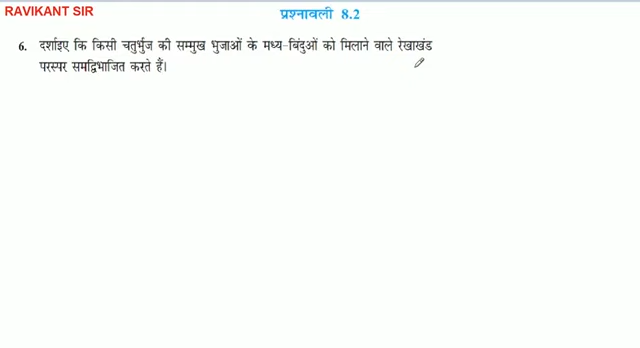 RAVIKANT SIR
प्रश्नावली 8.2
6. दर्शाइए कि किसी चतुर्भुज की सम्मुख भुजाओं के मध्य-बिंदुओं को मिलाने वाले रेखाखंड
परस्पर समद्विभाजित करते हैं।